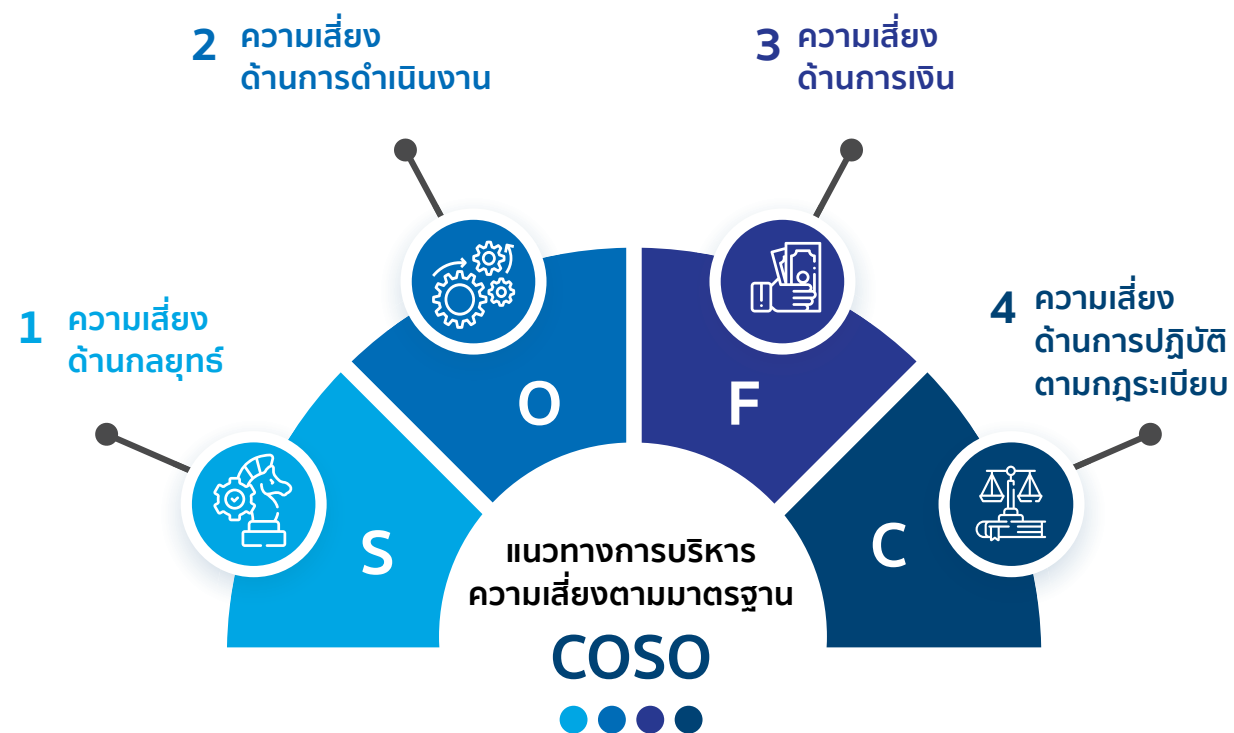 2 ความเสี่ยง
ด้านการดำเนินงาน
3 ความเสี่ยง
ด้านการเงิน
1 ความเสี่ยง
ด้านกลยุทธ์
4 ความเสี่ยง
ด้านการปฏิบัติ
ตามกฎระเบียบ
S
O
F
C
แนวทางการบริหาร
ความเสี่ยงตามมาตรฐาน
COSO